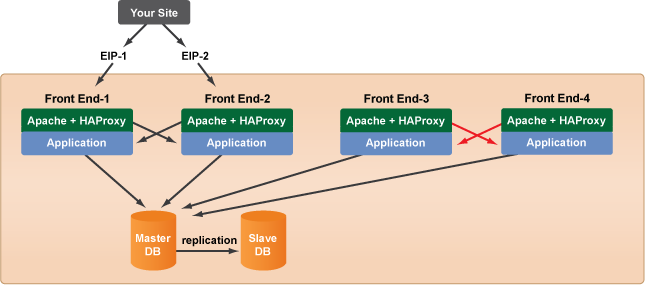 Your Site
EIP-1
EIP-2
Front End-1
Front End-2
Front End-3
Front End-4
Apache + HAProxy
Apache + HAProxy
Apache + HAProxy
Apache + HAProxy
Application
Application
Application
Application
Master
DB
replication
Slave
DB